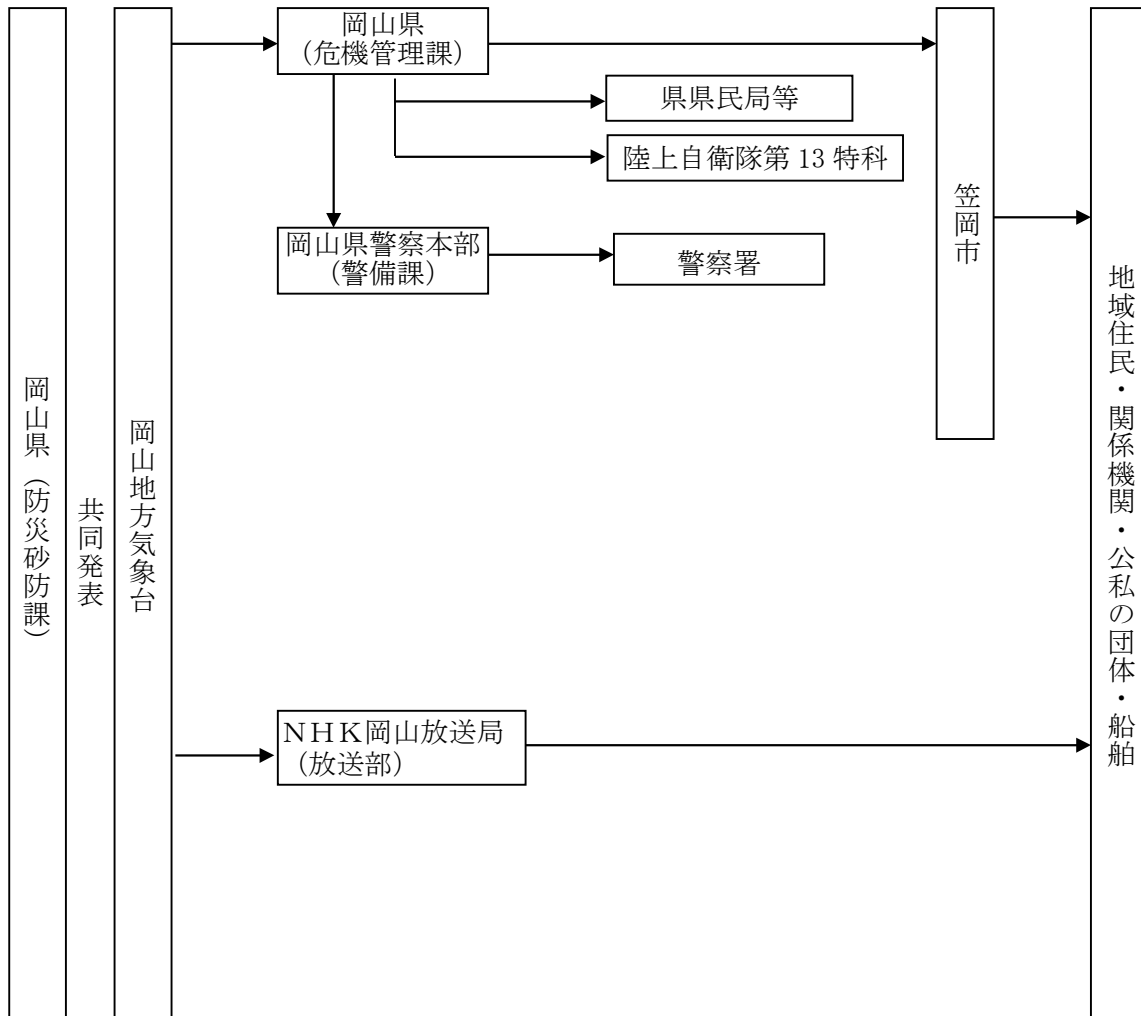 岡山県（防災砂防課）
共同発表
岡山地方気象台
岡山県
（危機管理課）
県県民局等
陸上自衛隊第 13 特科
岡山県警察本部
（警備課）
警察署
NHK岡山放送局
（放送部）
笠岡市
地域住民・関係機関・公私の団体・船舶